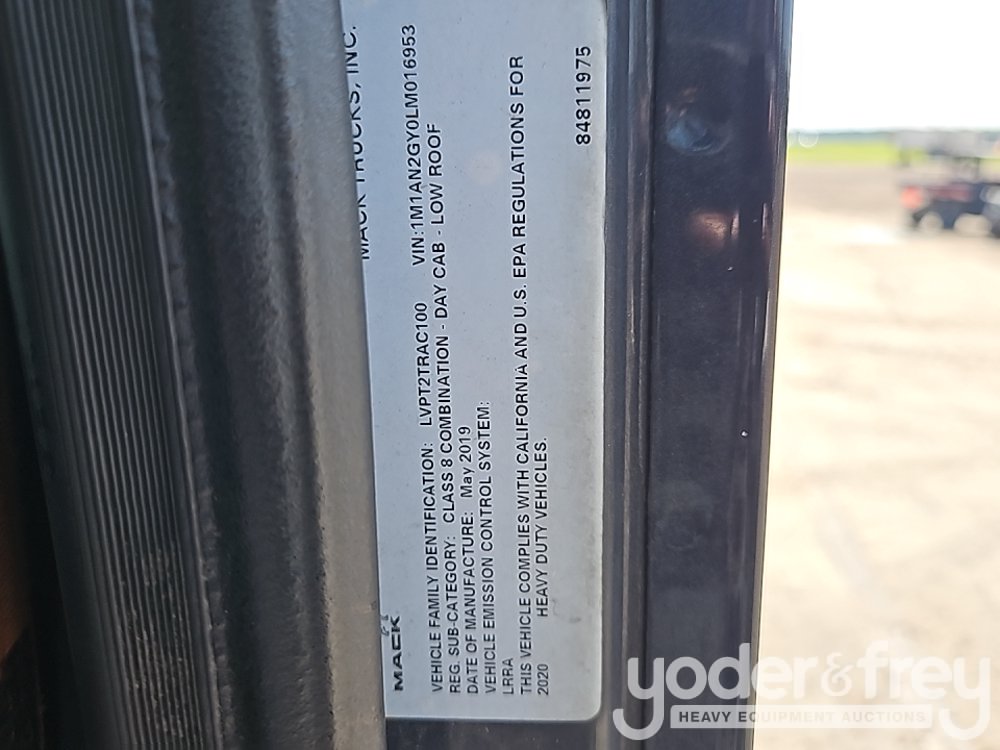 MACK
MACK TRUCKS, INC.
VEHICLE FAMILY IDENTIFICATION: LVPT2TRAC100 VIN:1M1AN2GY0LM016953
REG. SUB-CATEGORY: CLASS 8 COMBINATION - DAY CAB - LOW ROOF
DATE OF MANUFACTURE: May 2019
VEHICLE EMISSION CONTROL SYSTEM:
LRRA
THIS VEHICLE COMPLIES WITH CALIFORNIA AND U.S. EPA REGULATIONS FOR
2020 HEAVY DUTY VEHICLES.
84811975
yoder&frey
HEAVY EQUIPMENT AUCTIONS